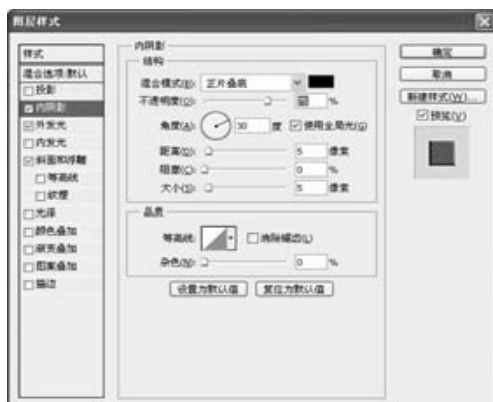 图层样式
样式
混合选项:默认
投影
内阴影
外发光
内发光
斜面和浮雕
等高线
纹理
光泽
颜色叠加
渐变叠加
图案叠加
描边
内阴影
结构
混合模式(B): 正片叠底
不透明度(O): %
角度(A): 30 度 使用全局光(G)
距离(D): 5 像素
阻塞(C): 0 %
大小(S): 5 像素
品质
等高线: 消除锯齿(L)
杂色(N): 0 %
设置为默认值 复位为默认值
确定
取消
新建样式(W)...
预览(V)